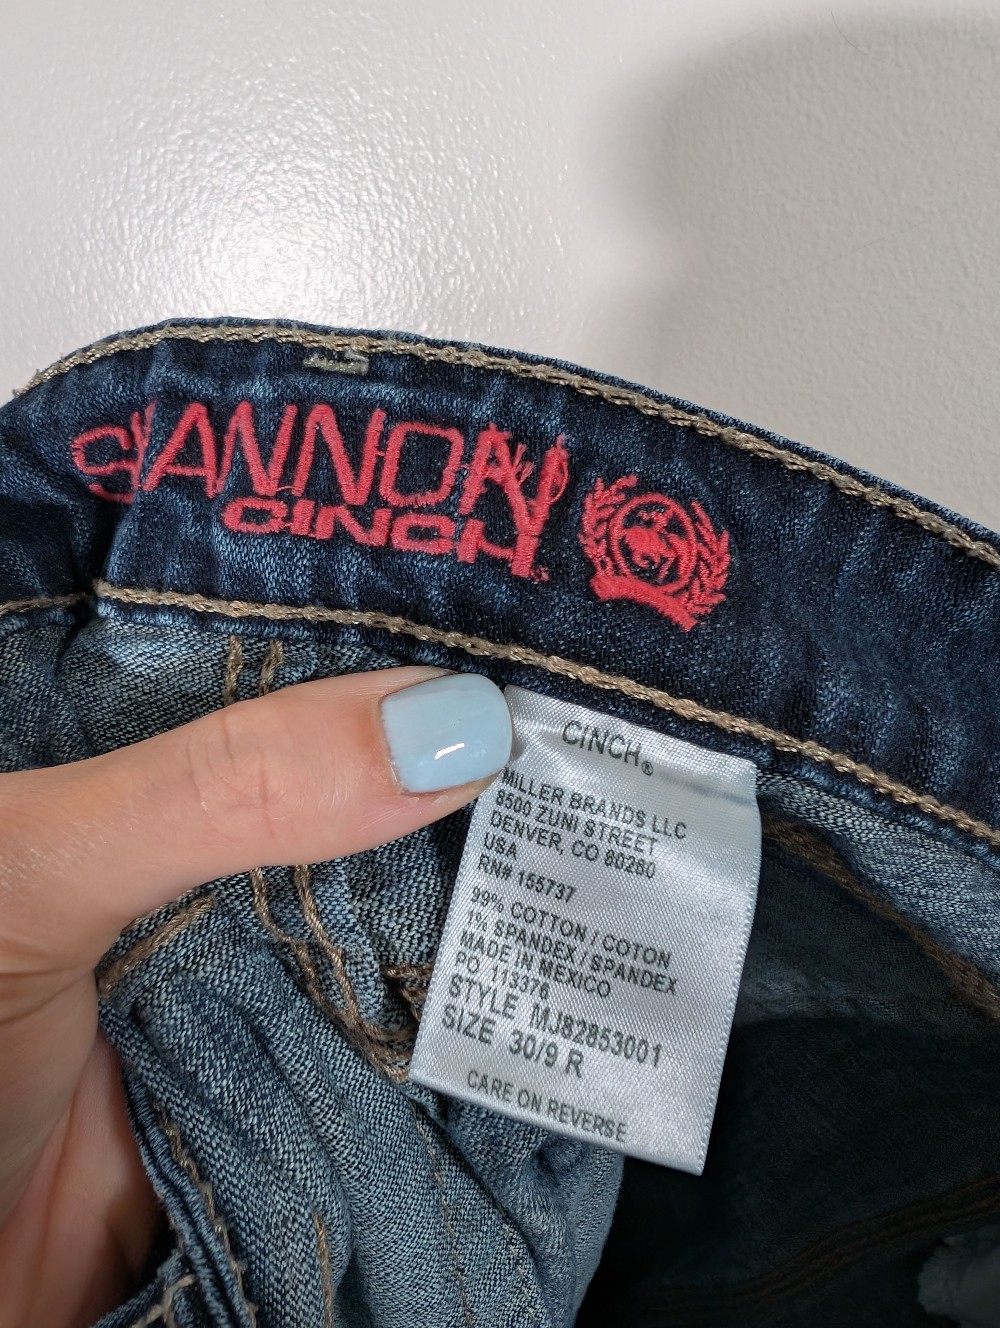 SHANNON
CINCH
CINCH®
MILLER BRANDS LLC
8500 ZUNI STREET
DENVER, CO 80260
USA
RN# 155737
99% COTTON / COTON
1% SPANDEX / SPANDEX
MADE IN MEXICO
PO 113376
STYLE MJ82853001
SIZE 30/9 R
CARE ON REVERSE